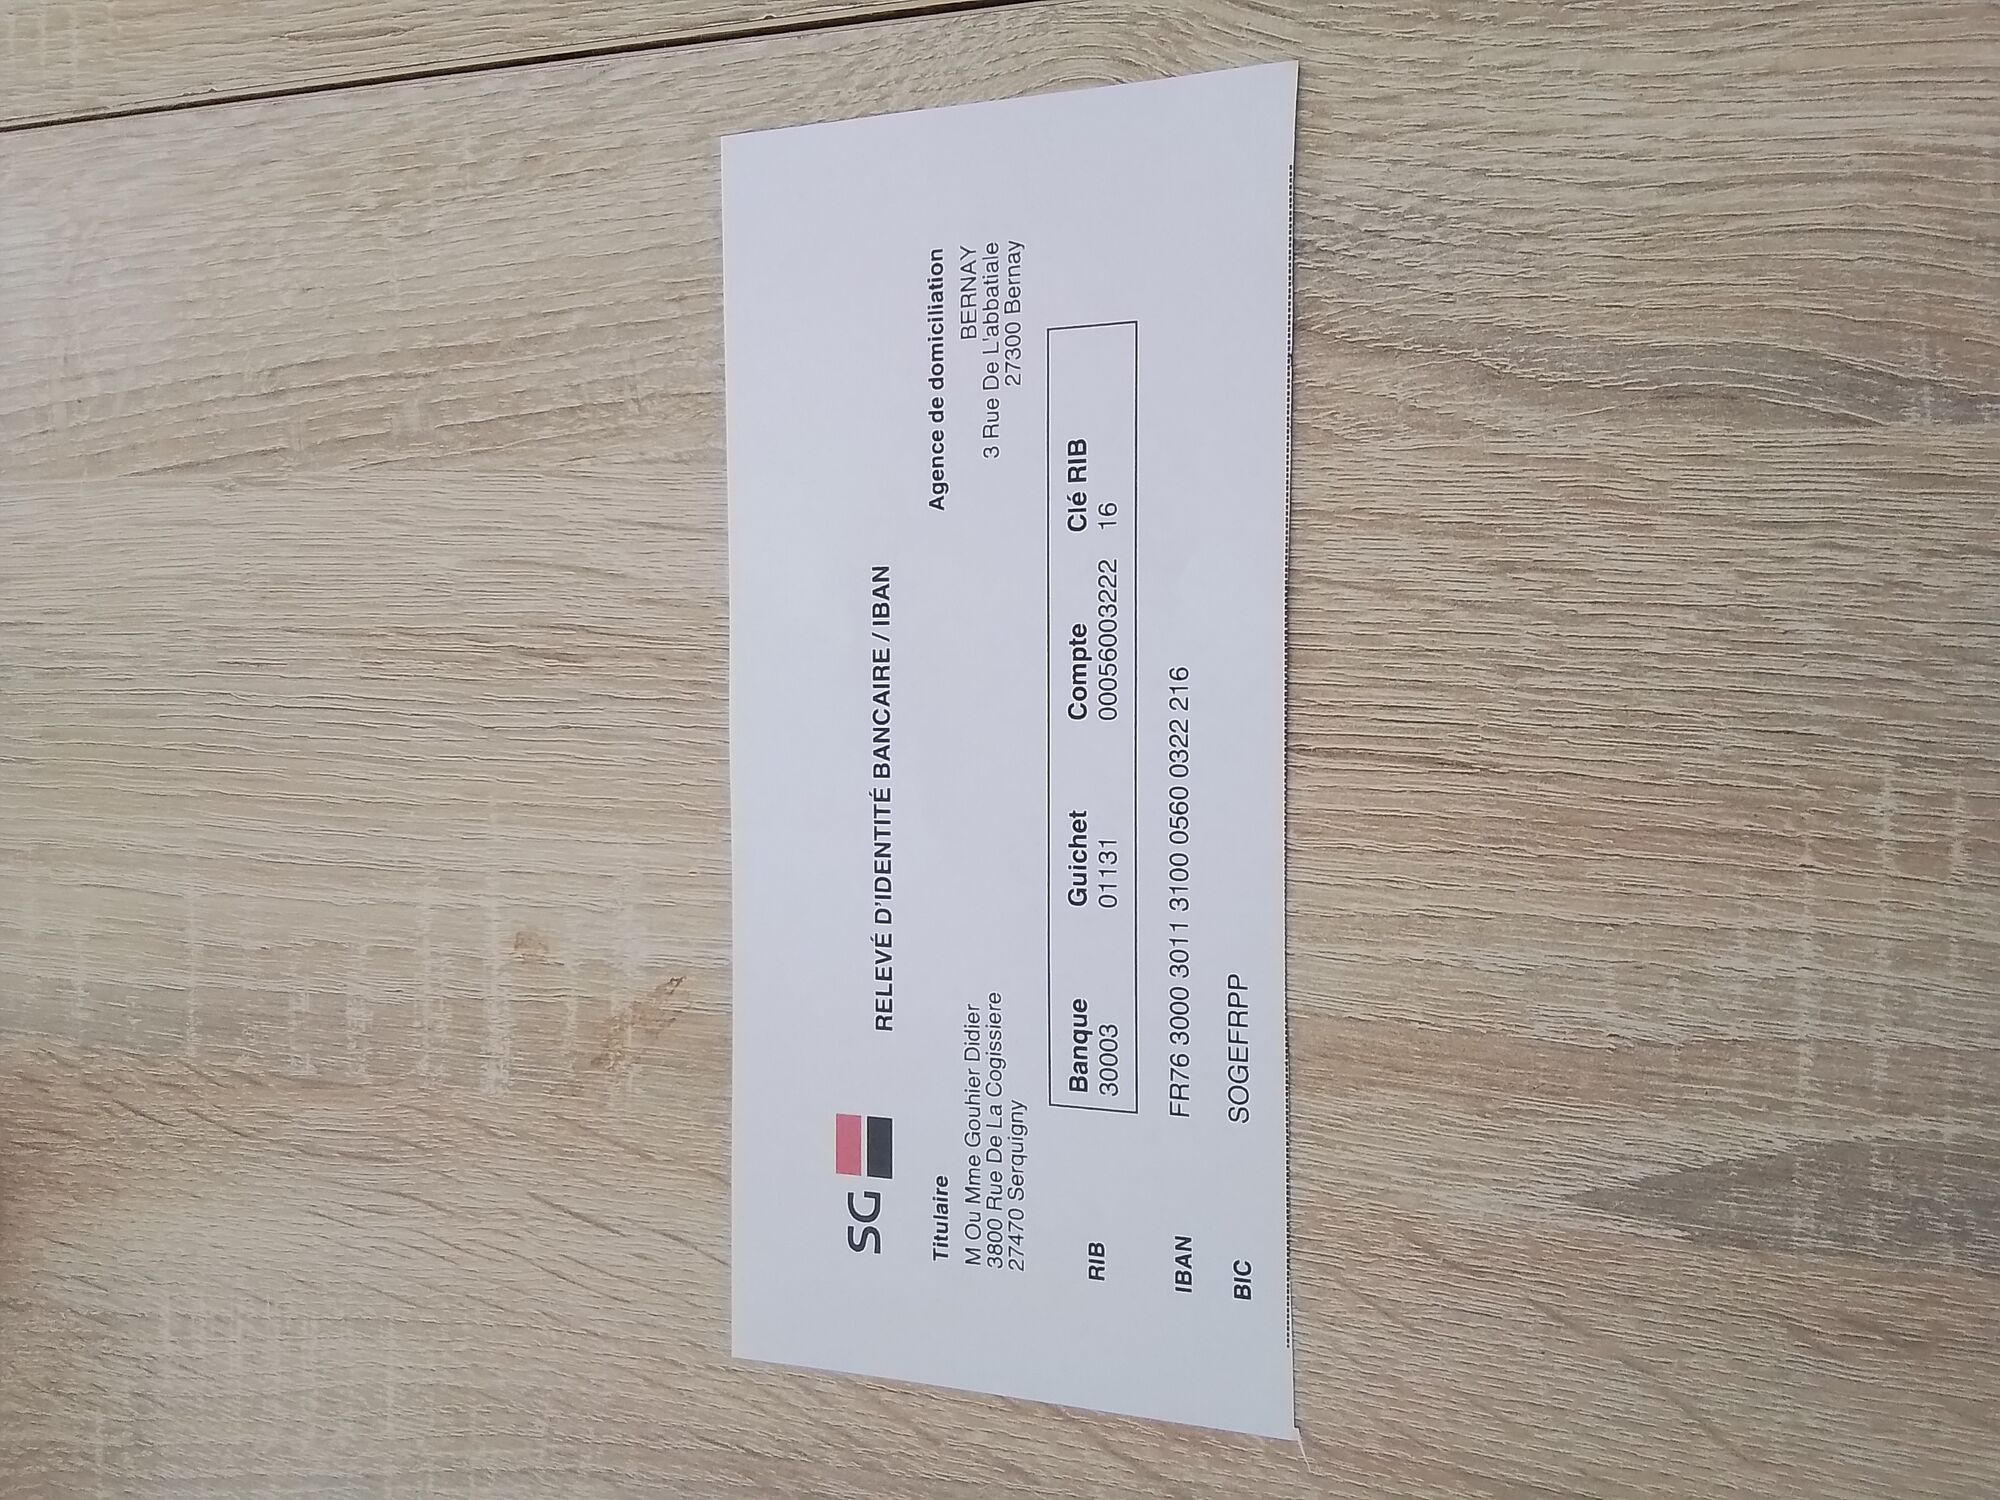 SG
RELEVÉ D'IDENTITÉ BANCAIRE / IBAN
Titulaire
M Ou Mme Gouhier Didier
3800 Rue De La Cogissiere
27470 Serquigny
Agence de domiciliation
BERNAY
3 Rue De L'abbatiale
27300 Bernay
RIB
Banque Guichet Compte Clé RIB
30003 01131 00056003222 16
IBAN FR76 3000 3011 3100 0560 0322 216
BIC SOGEFRPP